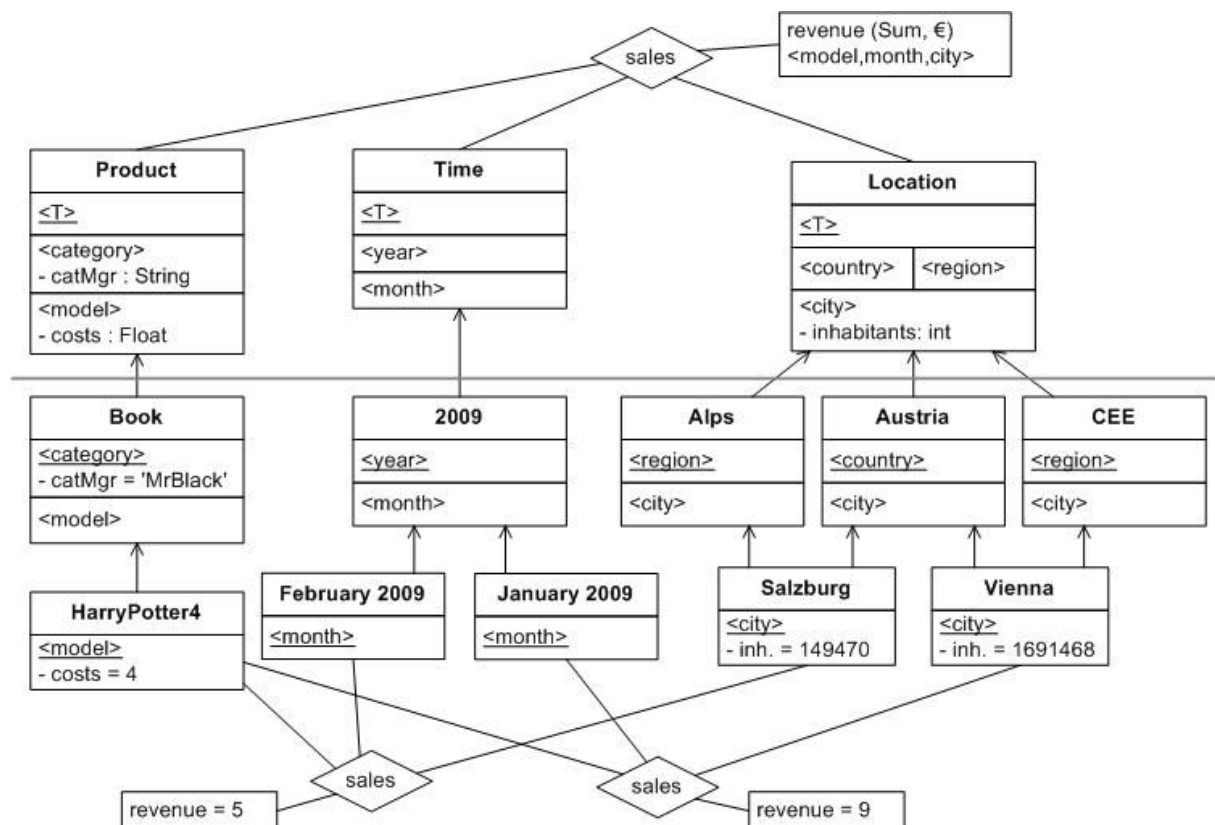 revenue (Sum, €)
<model,month,city>
sales
Product
<T>
<category>
- catMgr : String
<model>
- costs : Float
Time
<T>
<year>
<month>
Location
<T>
<country>
<region>
<city>
- inhabitants: int
Book
<category>
- catMgr = 'MrBlack'
<model>
2009
<year>
<month>
Alps
<region>
<city>
Austria
<country>
<city>
CEE
<region>
<city>
HarryPotter4
<model>
- costs = 4
February 2009
<month>
January 2009
<month>
Salzburg
<city>
- inh. = 149470
Vienna
<city>
- inh. = 1691468
sales
sales
revenue = 5
revenue = 9